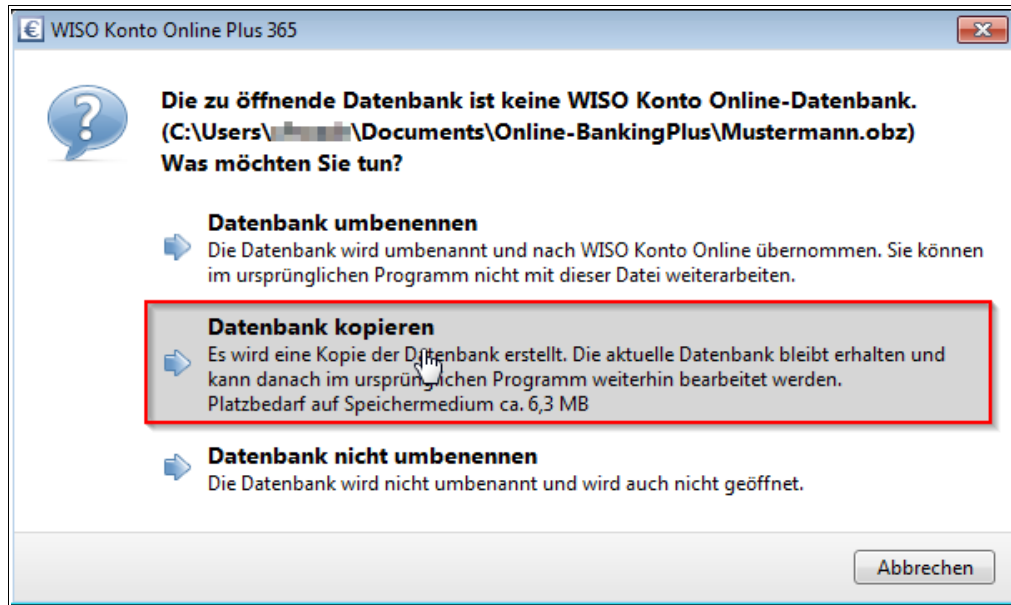 WISO Konto Online Plus 365
Die zu öffnende Datenbank ist keine WISO Konto Online-Datenbank.
(C:\Users\ \Documents\Online-BankingPlus\Mustermann.obz)
Was möchten Sie tun?
Datenbank umbenennen
Die Datenbank wird umbenannt und nach WISO Konto Online übernommen. Sie können
im ursprünglichen Programm nicht mit dieser Datei weiterarbeiten.
Datenbank kopieren
Es wird eine Kopie der Datenbank erstellt. Die aktuelle Datenbank bleibt erhalten und
kann danach im ursprünglichen Programm weiterhin bearbeitet werden.
Platzbedarf auf Speichermedium ca. 6,3 MB
Datenbank nicht umbenennen
Die Datenbank wird nicht umbenannt und wird auch nicht geöffnet.
Abbrechen